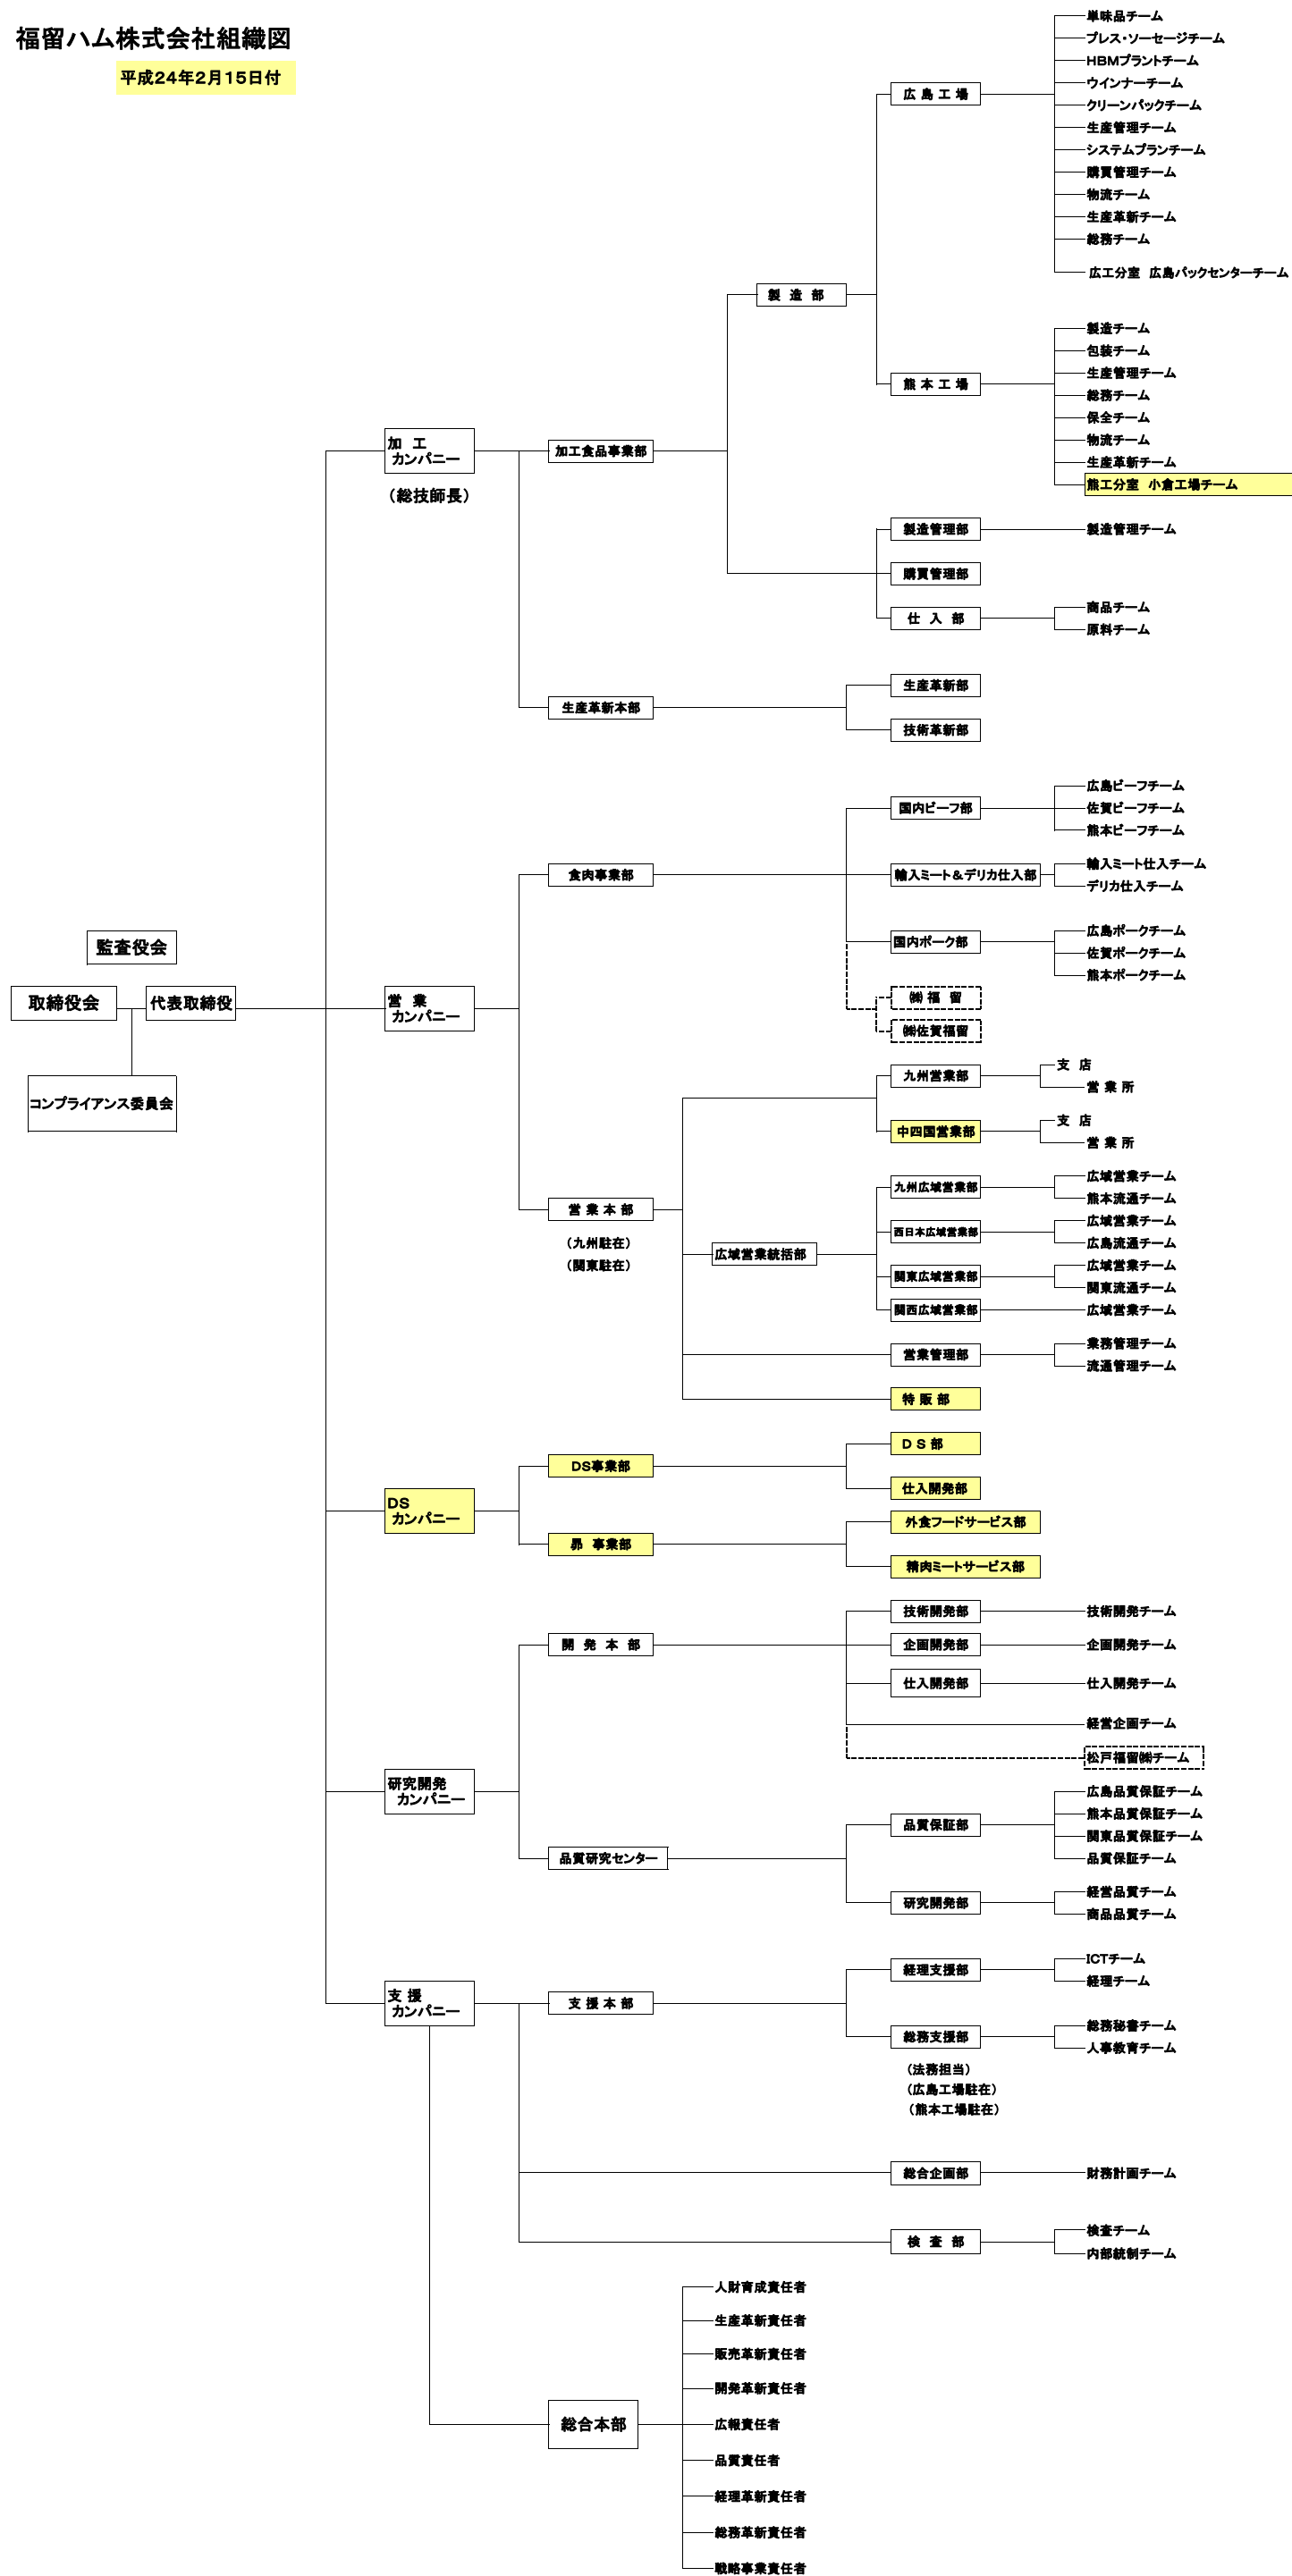 福留ハム株式会社組織図
平成24年2月15日付
監査役会
取締役会
代表取締役
コンプライアンス委員会
加　工
カンパニー
（総技師長）
加工食品事業部
製　造　部
広 島 工 場
単味品チーム
プレス・ソーセージチーム
HBMプラントチーム
ウインナーチーム
クリーンパックチーム
生産管理チーム
システムプランチーム
購買管理チーム
物流チーム
生産革新チーム
総務チーム
広工分室　広島パックセンターチーム
熊 本 工 場
製造チーム
包装チーム
生産管理チーム
総務チーム
保全チーム
物流チーム
生産革新チーム
熊工分室　小倉工場チーム
製造管理部
製造管理チーム
購買管理部
仕　入　部
商品チーム
原料チーム
生産革新本部
生産革新部
技術革新部
営　業
カンパニー
食肉事業部
国内ビーフ部
広島ビーフチーム
佐賀ビーフチーム
熊本ビーフチーム
輸入ミート＆デリカ仕入部
輸入ミート仕入チーム
デリカ仕入チーム
国内ポーク部
広島ポークチーム
佐賀ポークチーム
熊本ポークチーム
㈱福　留
㈱佐賀福留
営 業 本 部
（九州駐在）
（関東駐在）
九州営業部
支　店
営 業 所
中四国営業部
支　店
営 業 所
広域営業統括部
九州広域営業部
広域営業チーム
熊本流通チーム
西日本広域営業部
広域営業チーム
広島流通チーム
関東広域営業部
広域営業チーム
関東流通チーム
関西広域営業部
広域営業チーム
営業管理部
業務管理チーム
流通管理チーム
特 販 部
DS
カンパニー
DS事業部
D S 部
仕入開発部
昴　事業部
外食フードサービス部
精肉ミートサービス部
研究開発
カンパニー
開　発　本　部
技術開発部
技術開発チーム
企画開発部
企画開発チーム
仕入開発部
仕入開発チーム
経営企画チーム
松戸福留㈱チーム
品質研究センター
品質保証部
広島品質保証チーム
熊本品質保証チーム
関東品質保証チーム
品質保証チーム
研究開発部
経営品質チーム
商品品質チーム
支 援
カンパニー
支 援 本 部
経理支援部
ICTチーム
経理チーム
総務支援部
総務秘書チーム
人事教育チーム
（法務担当）
（広島工場駐在）
（熊本工場駐在）
総合企画部
財務計画チーム
検　査　部
検査チーム
内部統制チーム
総合本部
人財育成責任者
生産革新責任者
販売革新責任者
開発革新責任者
広報責任者
品質責任者
経理革新責任者
総務革新責任者
戦略事業責任者